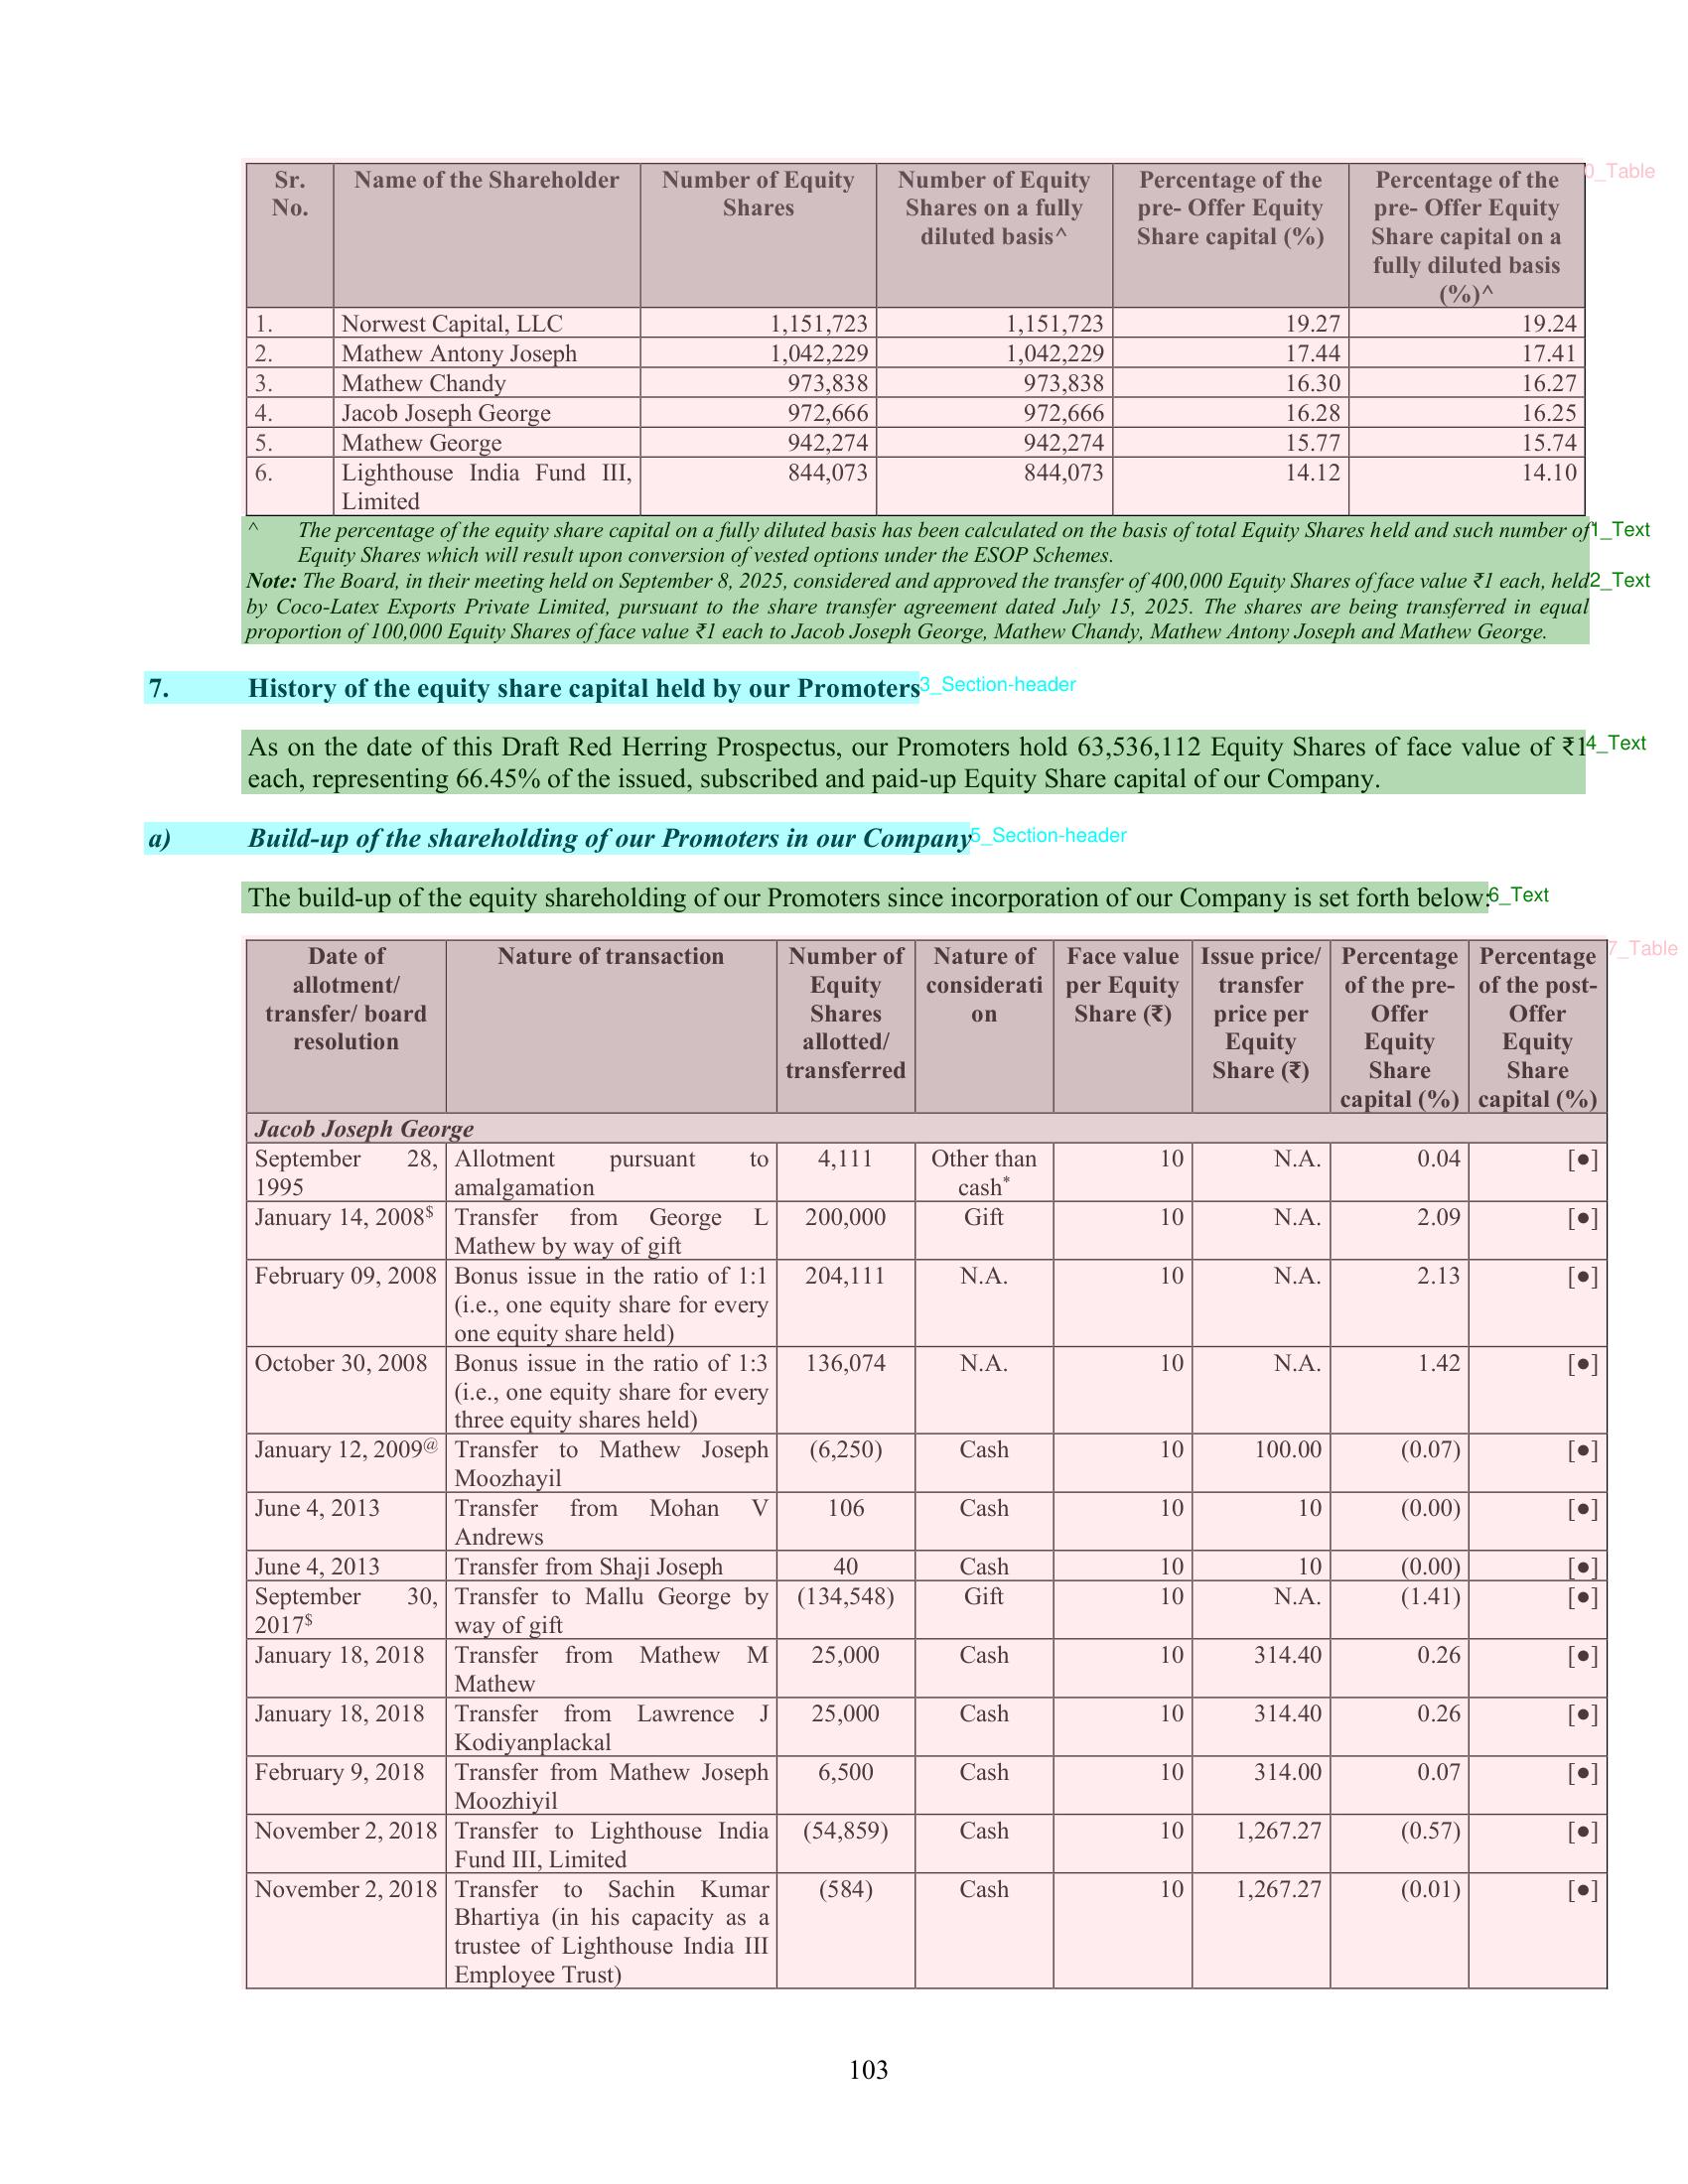 Sr. No. Name of the Shareholder Number of Equity Shares Number of Equity Shares on a fully diluted basis^ Percentage of the pre- Offer Equity Share capital (%) Percentage of the pre- Offer Equity Share capital on a fully diluted basis (%)^
0_Table
1. Norwest Capital, LLC 1,151,723 1,151,723 19.27 19.24
2. Mathew Antony Joseph 1,042,229 1,042,229 17.44 17.41
3. Mathew Chandy 973,838 973,838 16.30 16.27
4. Jacob Joseph George 972,666 972,666 16.28 16.25
5. Mathew George 942,274 942,274 15.77 15.74
6. Lighthouse India Fund III, Limited 844,073 844,073 14.12 14.10
^ The percentage of the equity share capital on a fully diluted basis has been calculated on the basis of total Equity Shares held and such number of
1_Text
Equity Shares which will result upon conversion of vested options under the ESOP Schemes.
Note: The Board, in their meeting held on September 8, 2025, considered and approved the transfer of 400,000 Equity Shares of face value ₹1 each, held
2_Text
by Coco-Latex Exports Private Limited, pursuant to the share transfer agreement dated July 15, 2025. The shares are being transferred in equal
proportion of 100,000 Equity Shares of face value ₹1 each to Jacob Joseph George, Mathew Chandy, Mathew Antony Joseph and Mathew George.
7. History of the equity share capital held by our Promoters
3_Section-header
As on the date of this Draft Red Herring Prospectus, our Promoters hold 63,536,112 Equity Shares of face value of ₹1
4_Text
each, representing 66.45% of the issued, subscribed and paid-up Equity Share capital of our Company.
a) Build-up of the shareholding of our Promoters in our Company
5_Section-header
The build-up of the equity shareholding of our Promoters since incorporation of our Company is set forth below:
6_Text
Date of allotment/ transfer/ board resolution Nature of transaction Number of Equity Shares allotted/ transferred Nature of considerati on Face value per Equity Share (₹) Issue price/ transfer price per Equity Share (₹) Percentage of the pre- Offer Equity Share capital (%) Percentage of the post- Offer Equity Share capital (%)
7_Table
Jacob Joseph George
September 28, 1995 Allotment pursuant to amalgamation 4,111 Other than cash* 10 N.A. 0.04 [●]
January 14, 2008$ Transfer from George L Mathew by way of gift 200,000 Gift 10 N.A. 2.09 [●]
February 09, 2008 Bonus issue in the ratio of 1:1 (i.e., one equity share for every one equity share held) 204,111 N.A. 10 N.A. 2.13 [●]
October 30, 2008 Bonus issue in the ratio of 1:3 (i.e., one equity share for every three equity shares held) 136,074 N.A. 10 N.A. 1.42 [●]
January 12, 2009@ Transfer to Mathew Joseph Moozhayil (6,250) Cash 10 100.00 (0.07) [●]
June 4, 2013 Transfer from Mohan V Andrews 106 Cash 10 10 (0.00) [●]
June 4, 2013 Transfer from Shaji Joseph 40 Cash 10 10 (0.00) [●]
September 30, 2017$ Transfer to Mallu George by way of gift (134,548) Gift 10 N.A. (1.41) [●]
January 18, 2018 Transfer from Mathew M Mathew 25,000 Cash 10 314.40 0.26 [●]
January 18, 2018 Transfer from Lawrence J Kodiyanplackal 25,000 Cash 10 314.40 0.26 [●]
February 9, 2018 Transfer from Mathew Joseph Moozhiyil 6,500 Cash 10 314.00 0.07 [●]
November 2, 2018 Transfer to Lighthouse India Fund III, Limited (54,859) Cash 10 1,267.27 (0.57) [●]
November 2, 2018 Transfer to Sachin Kumar Bhartiya (in his capacity as a trustee of Lighthouse India III Employee Trust) (584) Cash 10 1,267.27 (0.01) [●]
103